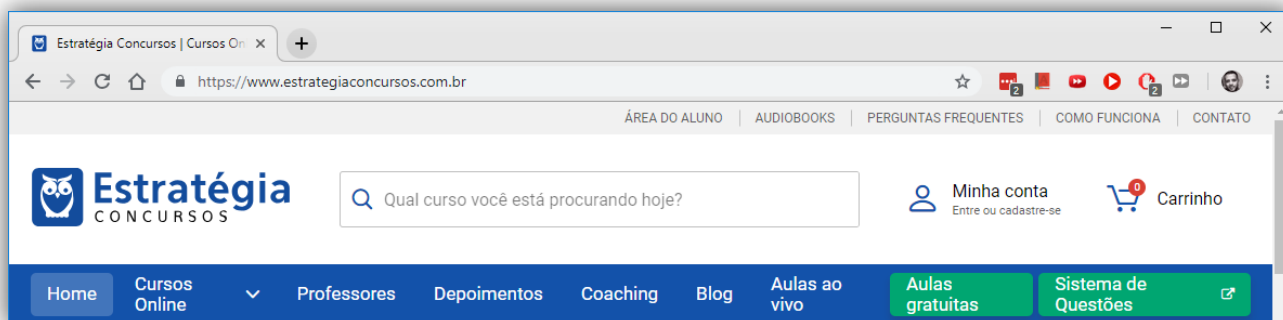 Estratégia Concursos | Cursos On
https://www.estrategiaconcursos.com.br
2
2
ÁREA DO ALUNO | AUDIOBOOKS | PERGUNTAS FREQUENTES | COMO FUNCIONA | CONTATO
Estratégia
CONCURSOS
Qual curso você está procurando hoje?
Minha conta
Entre ou cadastre-se
0
Carrinho
Home
Cursos
Online
Professores
Depoimentos
Coaching
Blog
Aulas ao
vivo
Aulas
gratuitas
Sistema de
Questões